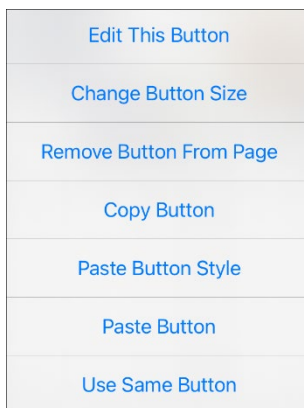 Edit This Button
Change Button Size
Remove Button From Page
Copy Button
Paste Button Style
Paste Button
Use Same Button